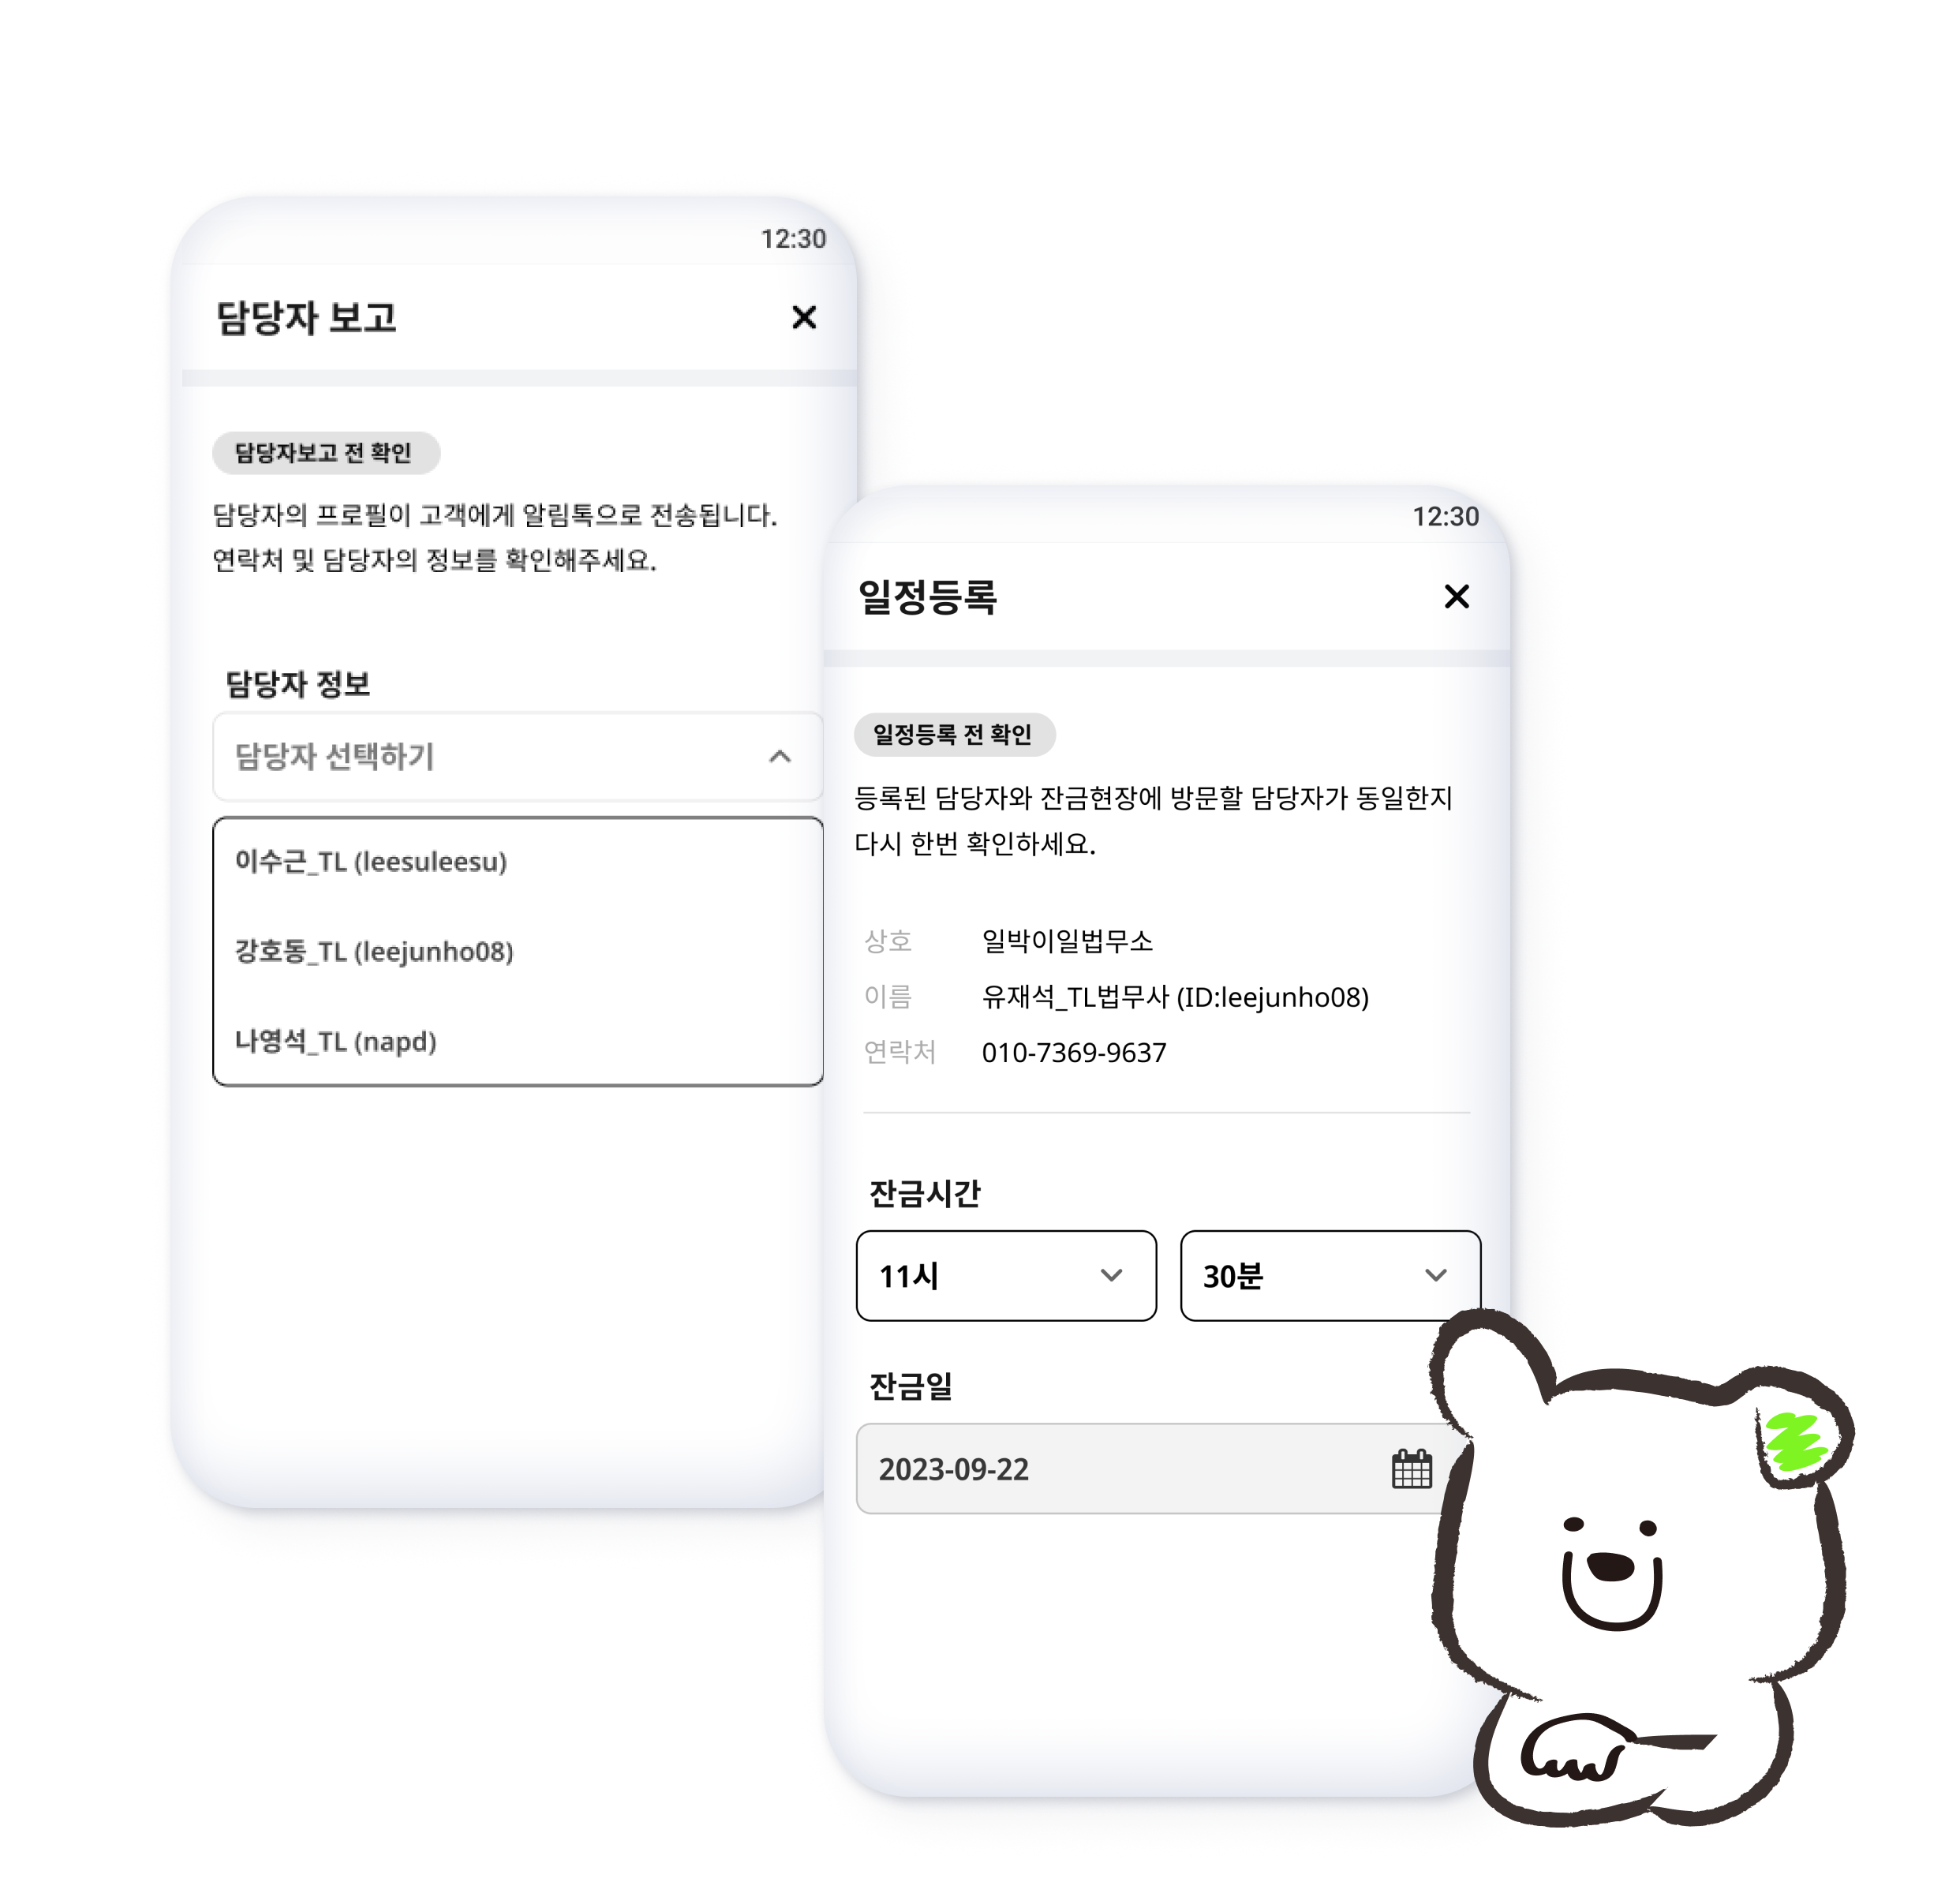 12:30
담당자 보고
담당자보고 전 확인
담당자의 프로필이 고객에게 알림톡으로 전송됩니다.
연락처 및 담당자의 정보를 확인해주세요.
담당자 정보
담당자 선택하기
이수근_TL (leesuleesu)
강호동_TL (leejunho08)
나영석_TL (napd)
12:30
일정등록
일정등록 전 확인
등록된 담당자와 잔금현장에 방문할 담당자가 동일한지
다시 한번 확인하세요.
상호 일박이일법무소
이름 유재석_TL법무사 (ID:leejunho08)
연락처 010-7369-9637
잔금시간
11시 30분
잔금일
2023-09-22